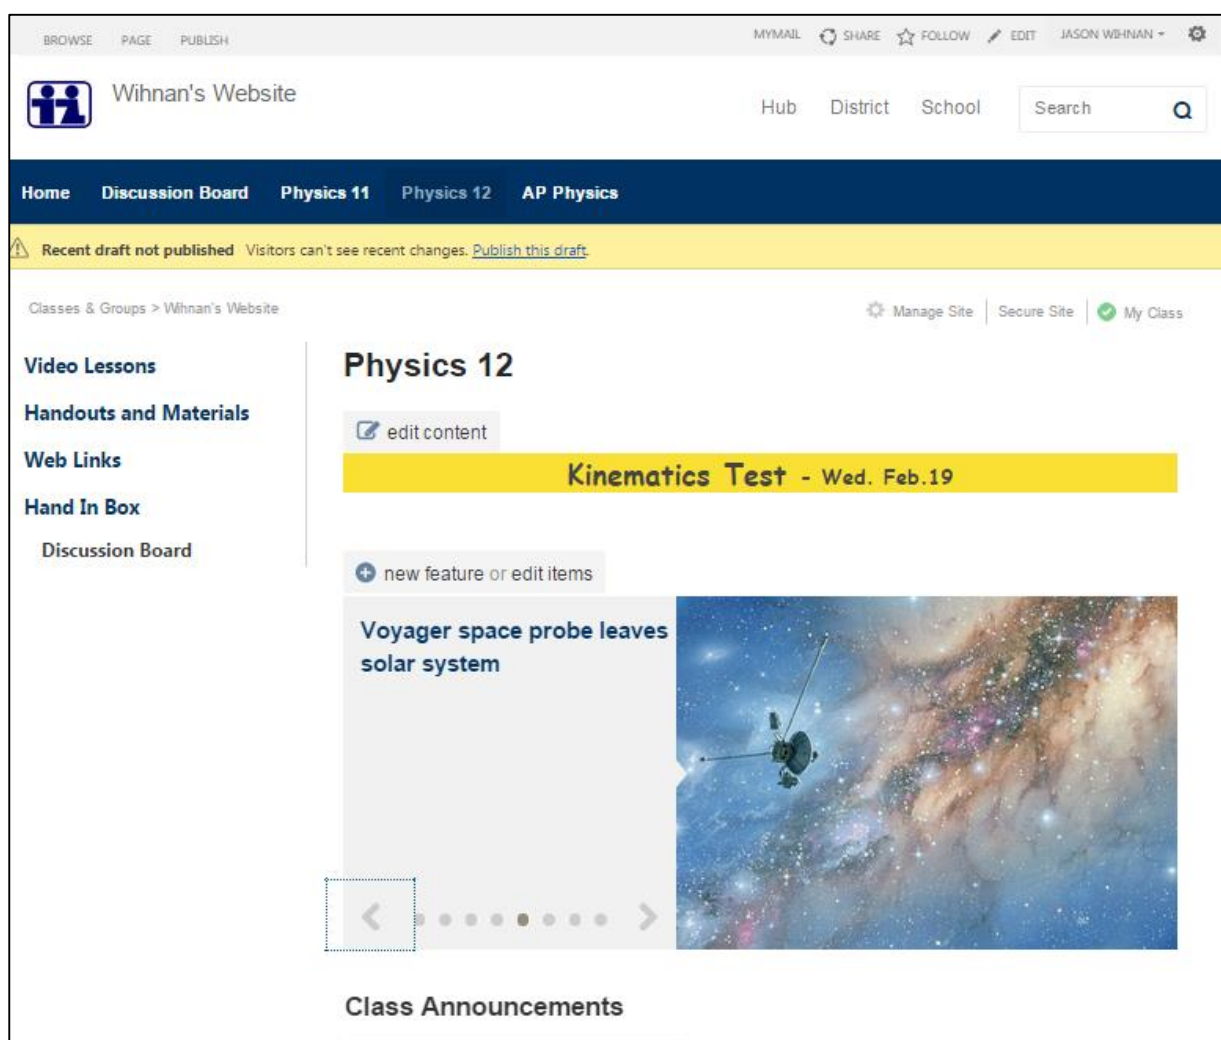 BROWSE PAGE PUBLISH MYMAIL SHARE FOLLOW EDIT JASON WIHNAN
Wihnan's Website
Hub District School Search
Home Discussion Board Physics 11 Physics 12 AP Physics
Recent draft not published Visitors can't see recent changes. Publish this draft.
Classes & Groups > Wihnan's Website
Manage Site Secure Site My Class
Video Lessons
Handouts and Materials
Web Links
Hand In Box
Discussion Board
Physics 12
edit content
Kinematics Test - Wed. Feb.19
new feature or edit items
Voyager space probe leaves
solar system
Class Announcements